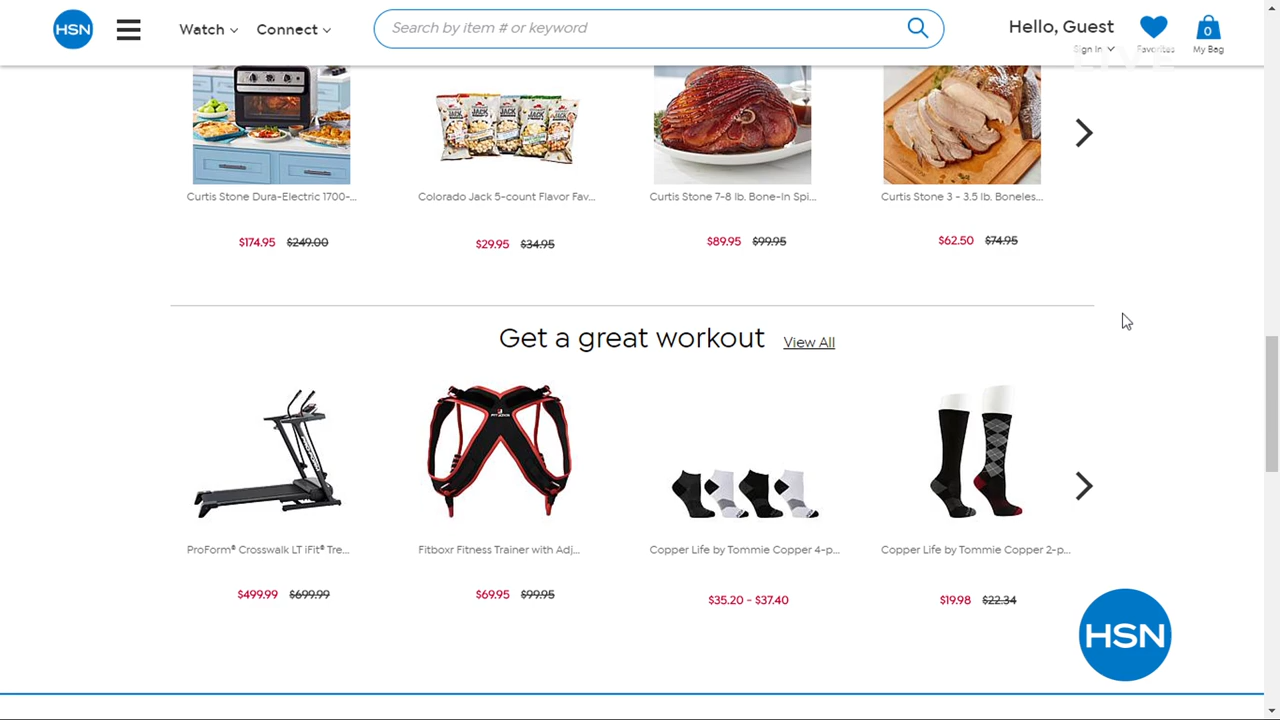 HSN
Watch
Connect
Search by item # or keyword
Hello, Guest
Sign In
Favorites
0
My Bag
LIVE
Curtis Stone Dura-Electric 1700-...
Colorado Jack 5-count Flavor Fav...
Curtis Stone 7-8 lb. Bone-In Spi...
Curtis Stone 3 - 3.5 lb. Boneles...
$174.95 $249.00
$29.95 $34.95
$89.95 $99.95
$62.50 $74.95
Get a great workout View All
ProForm® Crosswalk LT iFit® Tre...
Fitboxr Fitness Trainer with Adj...
Copper Life by Tommie Copper 4-p...
Copper Life by Tommie Copper 2-p...
$499.99 $699.99
$69.95 $99.95
$35.20 - $37.40
$19.98 $22.34
HSN